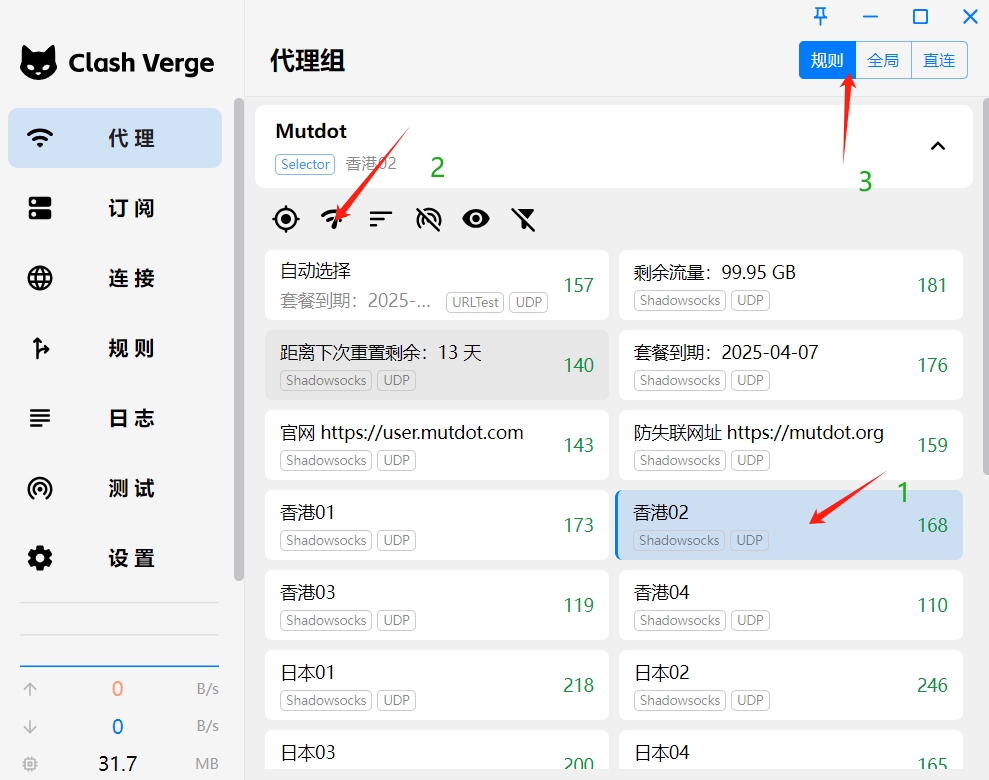 Clash Verge
代 理
订 阅
连 接
规 则
日 志
测 试
设 置
0 B/s
0 B/s
31.7 MB
代理组
规则 全局 直连
3
Mutdot
Selector 香港02
2
自动选择
套餐到期：2025-... URLTest UDP
157
剩余流量：99.95 GB
Shadowsocks UDP
181
距离下次重置剩余：13 天
Shadowsocks UDP
140
套餐到期：2025-04-07
Shadowsocks UDP
176
官网 https://user.mutdot.com
Shadowsocks UDP
143
防失联网址 https://mutdot.org
Shadowsocks UDP
159
香港01
Shadowsocks UDP
173
1
香港02
Shadowsocks UDP
168
香港03
Shadowsocks UDP
119
香港04
Shadowsocks UDP
110
日本01
Shadowsocks UDP
218
日本02
Shadowsocks UDP
246
日本03
200
日本04
165